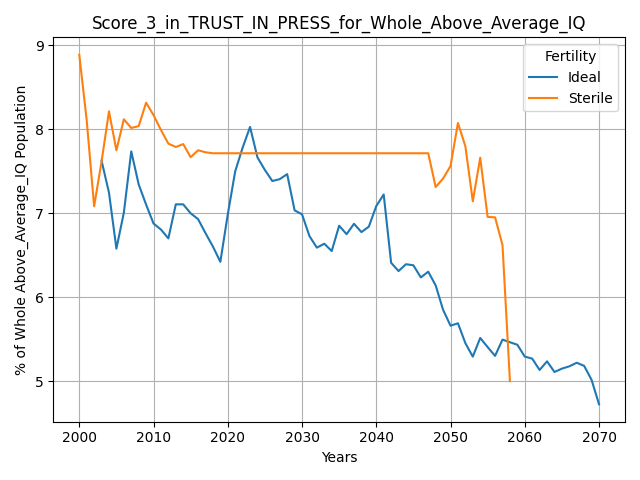 Score_3_in_TRUST_IN_PRESS_for_Whole_Above_Average_IQ
% of Whole Above_Average_IQ Population
9
8
7
6
5
Fertility
Ideal
Sterile
2000 2010 2020 2030 2040 2050 2060 2070
Years